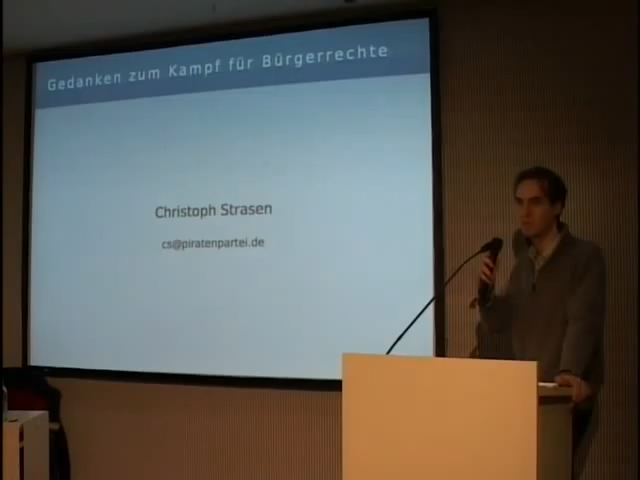 Gedanken zum Kampf für Bürgerrechte
Christoph Strasen
cs@piratenpartei.de